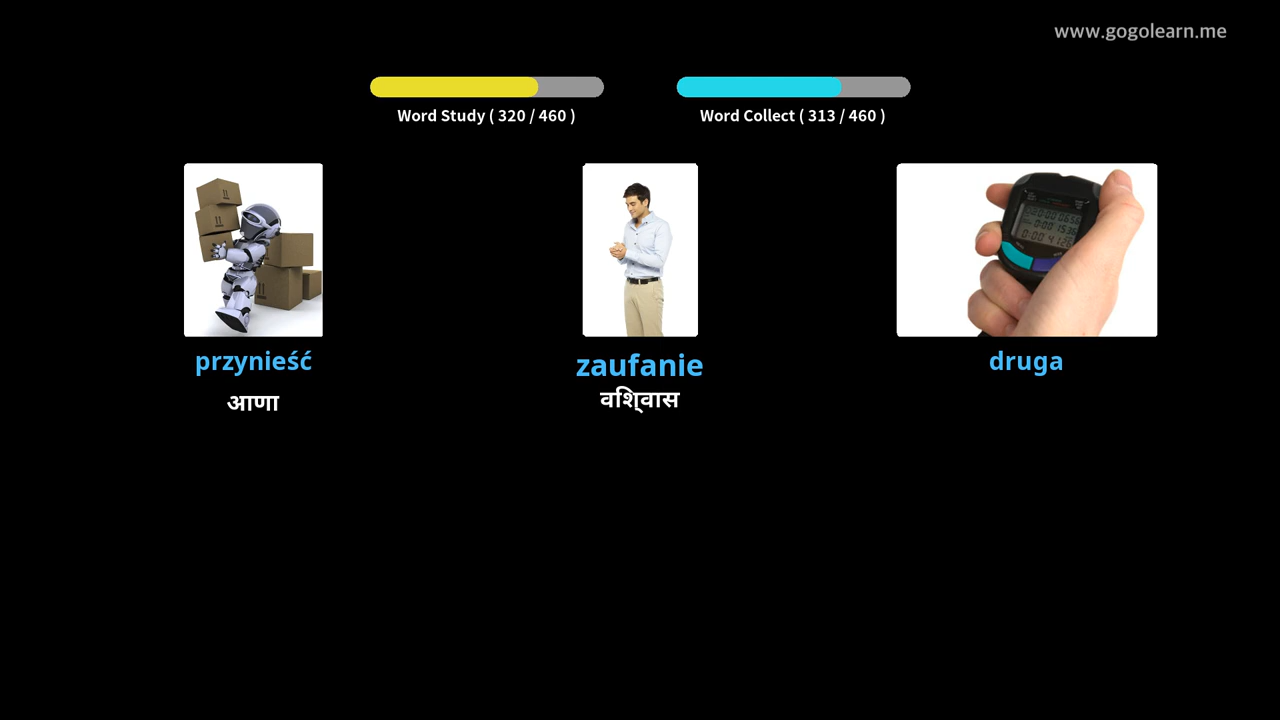 www.gogolearn.me
Word Study ( 320 / 460 )
Word Collect ( 313 / 460 )
przynieść
zaufanie
druga
आणा
विश्वास